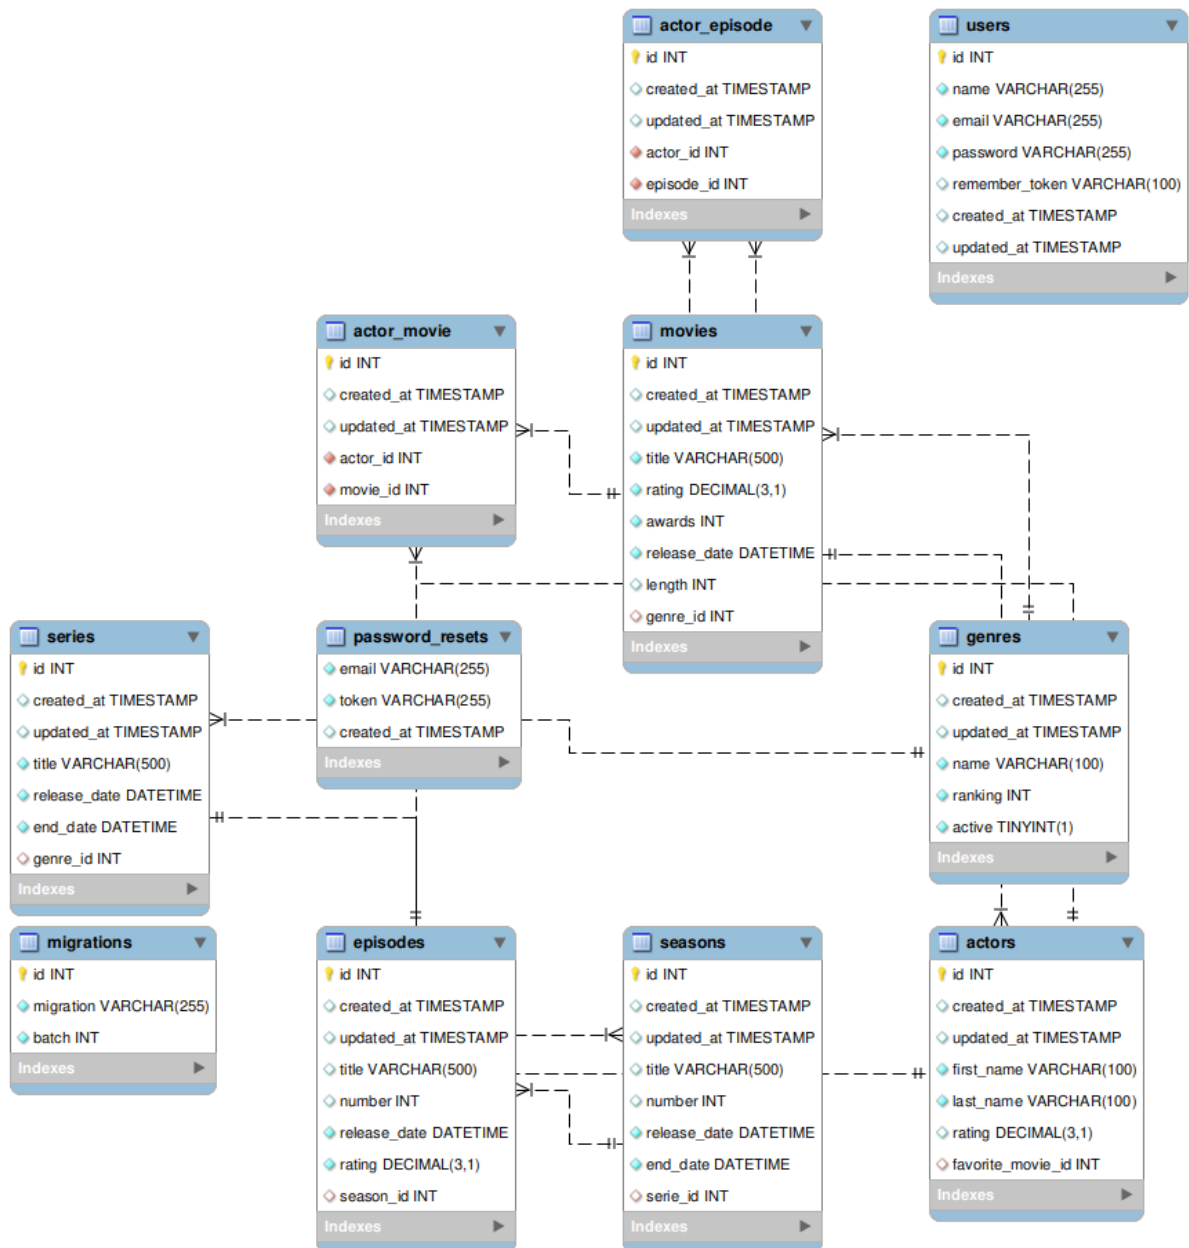 actor_episode
id INT
created_at TIMESTAMP
updated_at TIMESTAMP
actor_id INT
episode_id INT
Indexes
users
id INT
name VARCHAR(255)
email VARCHAR(255)
password VARCHAR(255)
remember_token VARCHAR(100)
created_at TIMESTAMP
updated_at TIMESTAMP
Indexes
actor_movie
id INT
created_at TIMESTAMP
updated_at TIMESTAMP
actor_id INT
movie_id INT
Indexes
movies
id INT
created_at TIMESTAMP
updated_at TIMESTAMP
title VARCHAR(500)
rating DECIMAL(3,1)
awards INT
release_date DATETIME
length INT
genre_id INT
Indexes
series
id INT
created_at TIMESTAMP
updated_at TIMESTAMP
title VARCHAR(500)
release_date DATETIME
end_date DATETIME
genre_id INT
Indexes
password_resets
email VARCHAR(255)
token VARCHAR(255)
created_at TIMESTAMP
Indexes
genres
id INT
created_at TIMESTAMP
updated_at TIMESTAMP
name VARCHAR(100)
ranking INT
active TINYINT(1)
Indexes
migrations
id INT
migration VARCHAR(255)
batch INT
Indexes
episodes
id INT
created_at TIMESTAMP
updated_at TIMESTAMP
title VARCHAR(500)
number INT
release_date DATETIME
rating DECIMAL(3,1)
season_id INT
Indexes
seasons
id INT
created_at TIMESTAMP
updated_at TIMESTAMP
title VARCHAR(500)
number INT
release_date DATETIME
end_date DATETIME
serie_id INT
Indexes
actors
id INT
created_at TIMESTAMP
updated_at TIMESTAMP
first_name VARCHAR(100)
last_name VARCHAR(100)
rating DECIMAL(3,1)
favorite_movie_id INT
Indexes